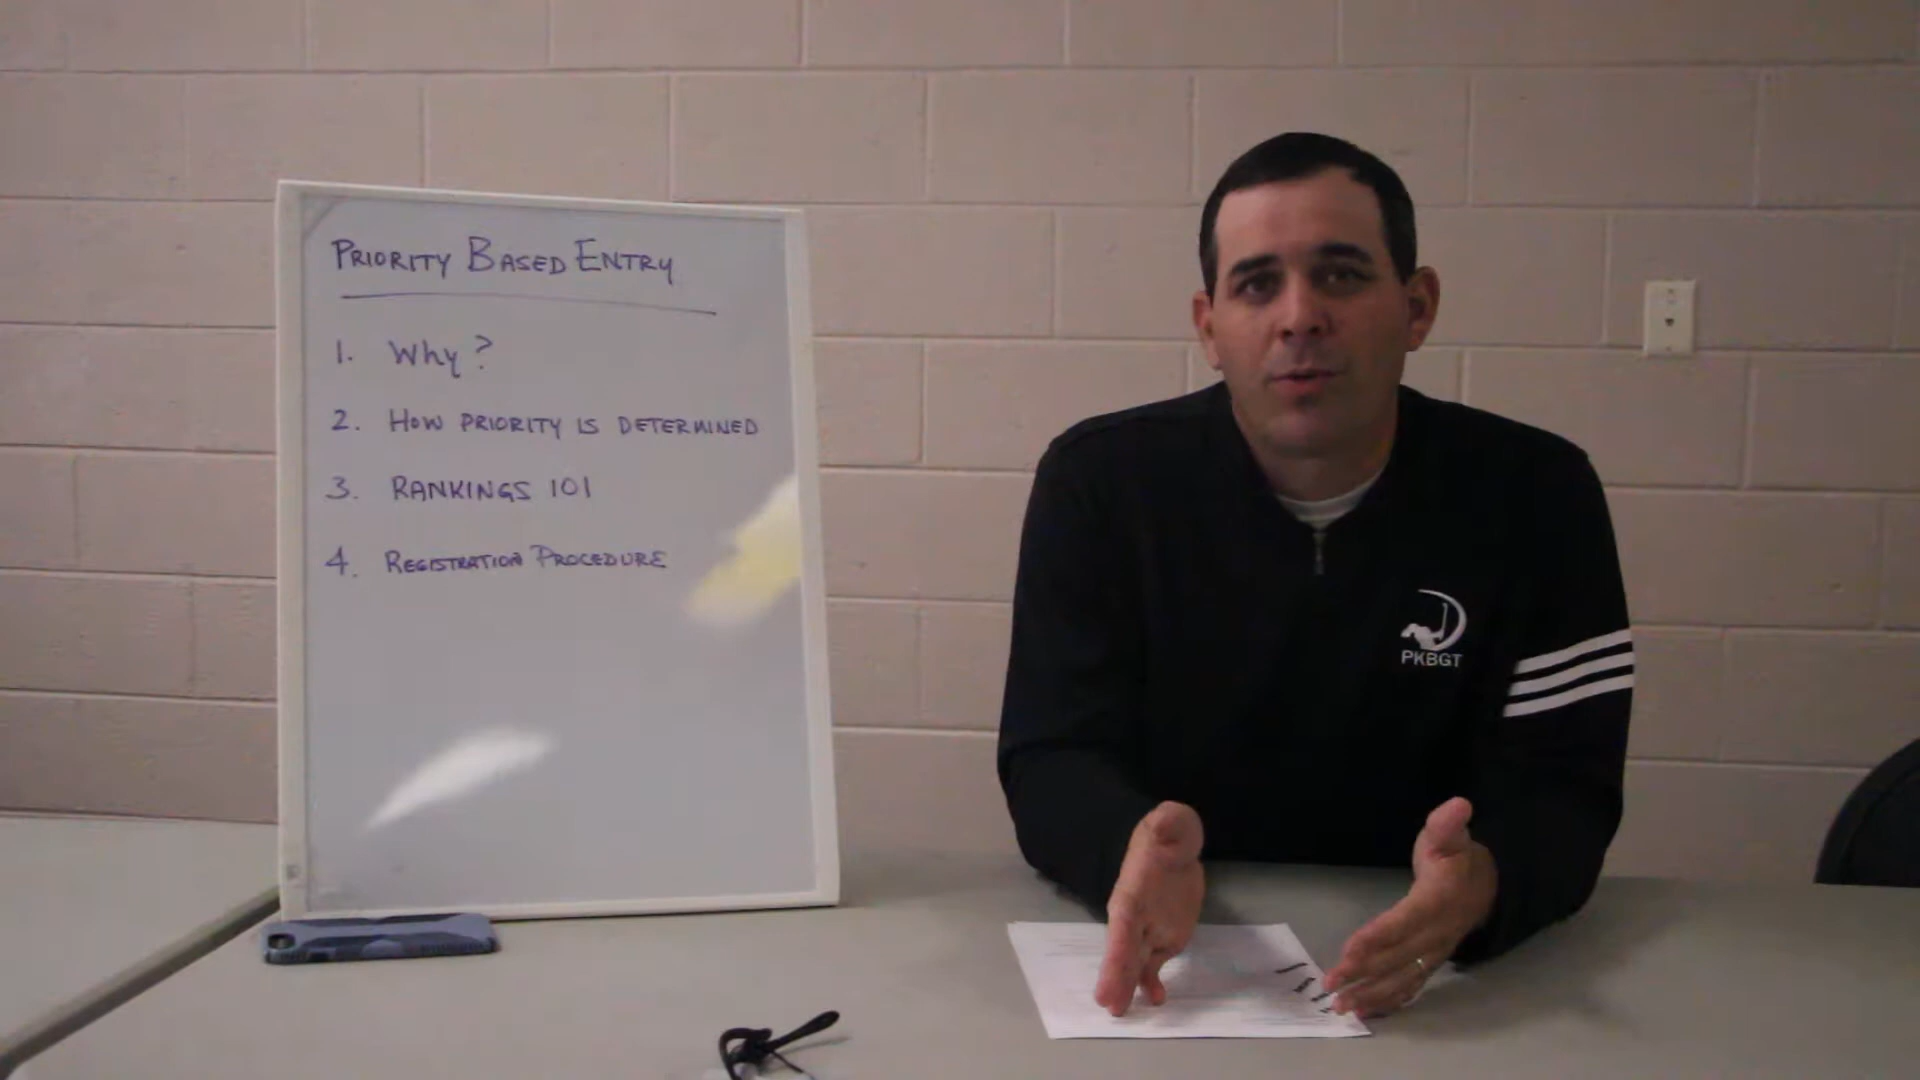 PRIORITY BASED ENTRY
1. Why?
2. HOW PRIORITY IS DETERMINED
3. RANKINGS 101
4. REGISTRATION PROCEDURE
PKBGT